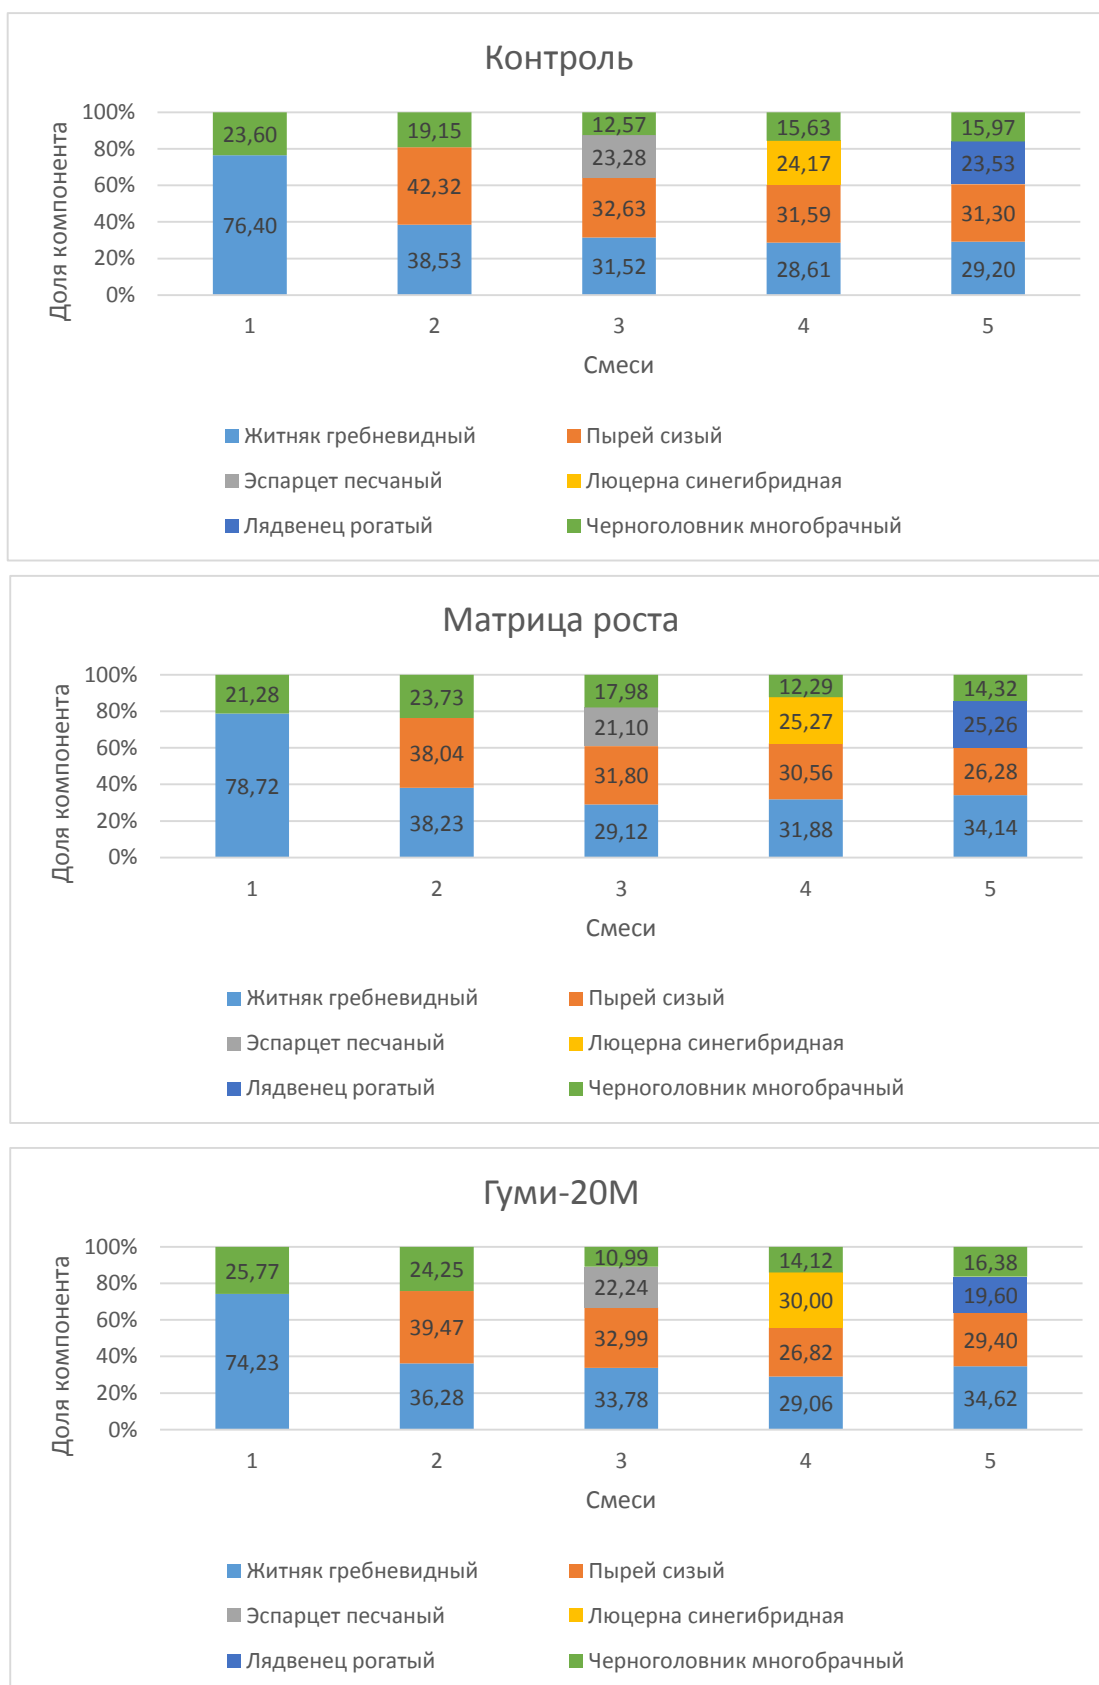 Контроль
Доля компонента
100%
80%
60%
40%
20%
0%
23,60 19,15 12,57 15,63 15,97
23,28 24,17 23,53
42,32 32,63 31,59 31,30
76,40 38,53 31,52 28,61 29,20
1 2 3 4 5
Смеси
Житняк гребневидный Пырей сизый
Эспарцет песчаный Люцерна синегибридная
Лядвенец рогатый Черноголовник многобрачный
Матрица роста
Доля компонента
100%
80%
60%
40%
20%
0%
21,28 23,73 17,98 12,29 14,32
21,10 25,27 25,26
38,04 31,80 30,56 26,28
78,72 38,23 29,12 31,88 34,14
1 2 3 4 5
Смеси
Житняк гребневидный Пырей сизый
Эспарцет песчаный Люцерна синегибридная
Лядвенец рогатый Черноголовник многобрачный
Гуми-20М
Доля компонента
100%
80%
60%
40%
20%
0%
25,77 24,25 10,99 14,12 16,38
22,24 30,00 19,60
39,47 32,99 26,82 29,40
74,23 36,28 33,78 29,06 34,62
1 2 3 4 5
Смеси
Житняк гребневидный Пырей сизый
Эспарцет песчаный Люцерна синегибридная
Лядвенец рогатый Черноголовник многобрачный